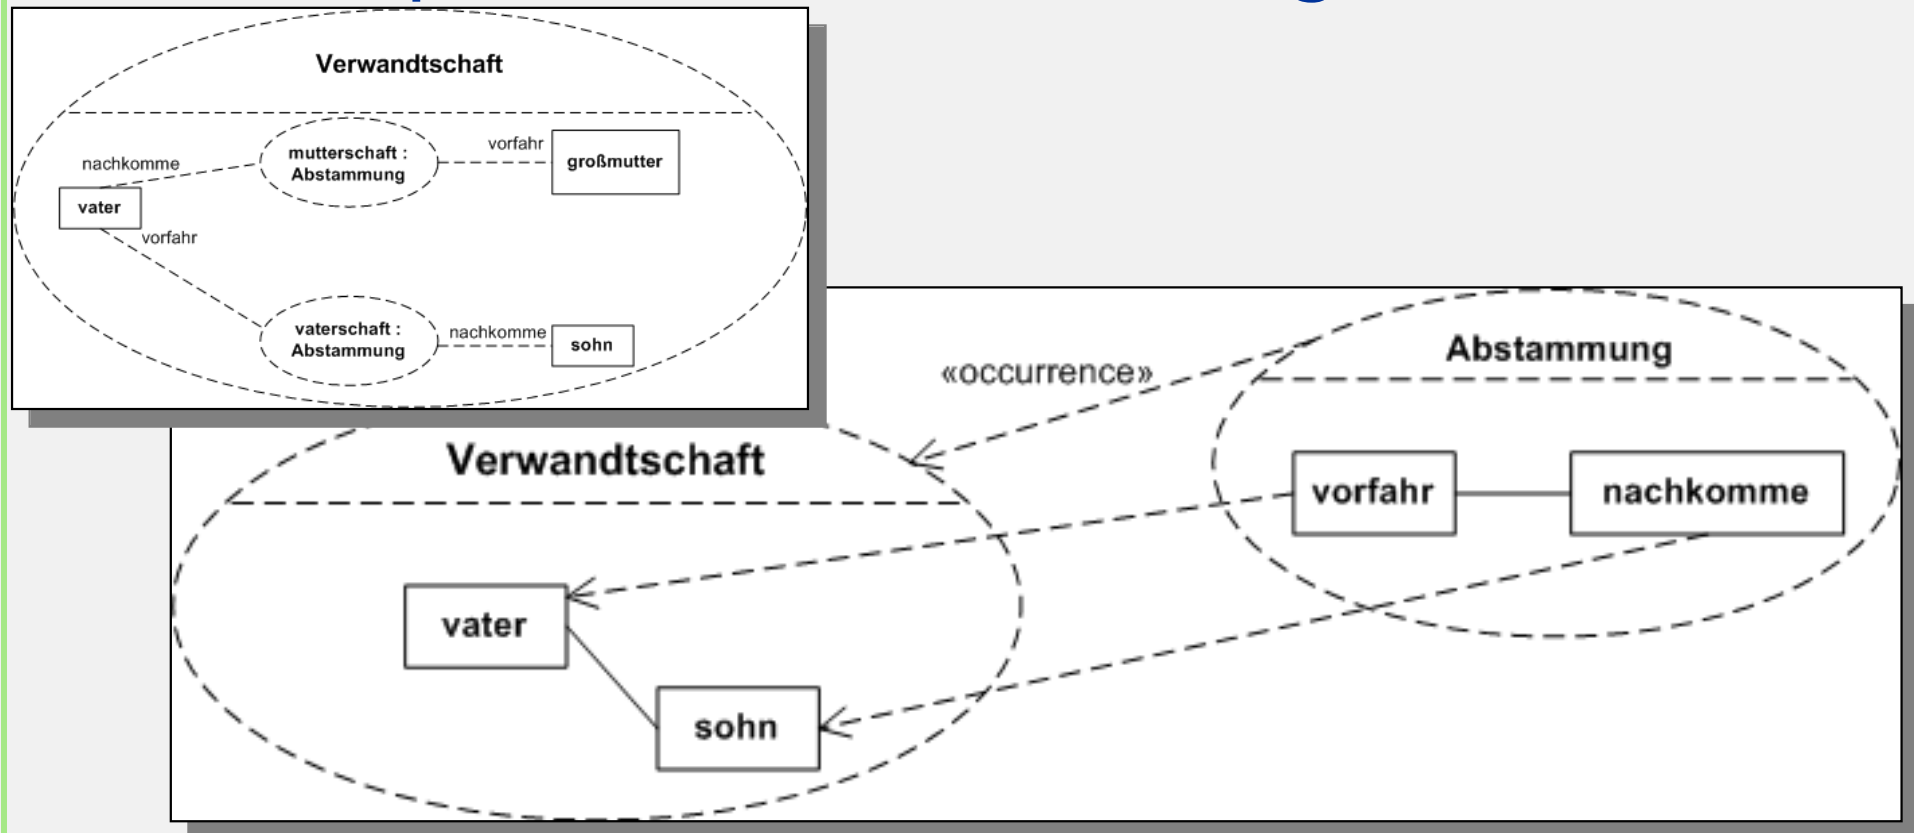 Verwandtschaft
mutterschaft :
Abstammung
vorfahr
großmutter
nachkomme
vater
vorfahr
vaterschaft :
Abstammung
nachkomme
sohn
«occurrence»
Abstammung
Verwandtschaft
vorfahr
nachkomme
vater
sohn